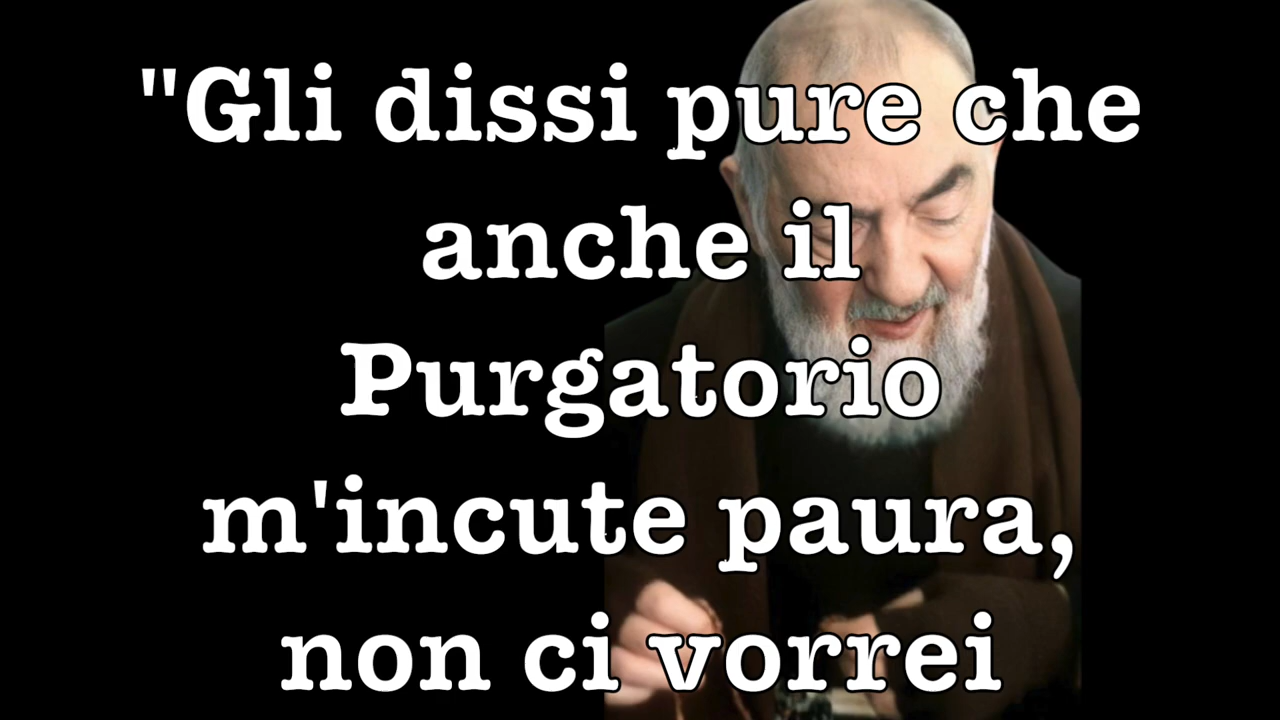 "Gli dissi pure che
anche il
Purgatorio
m'incute paura,
non ci vorrei